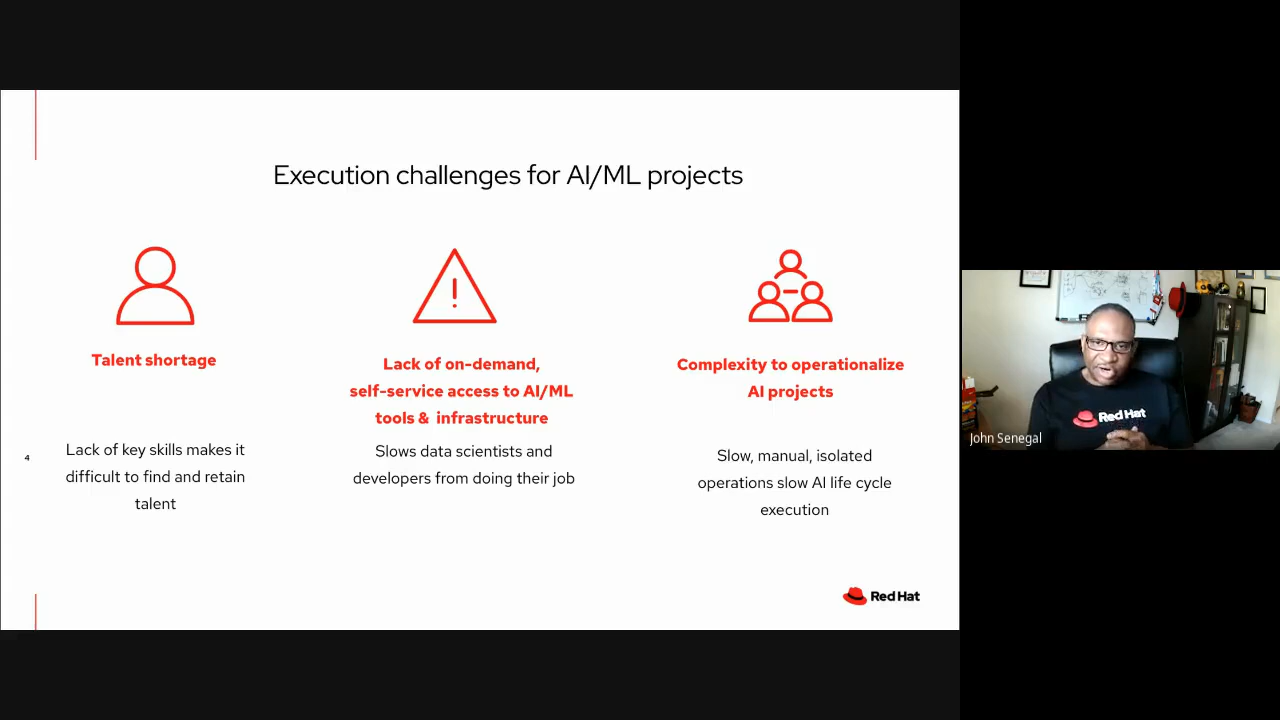 Execution challenges for AI/ML projects
Talent shortage
Lack of key skills makes it
difficult to find and retain
talent
Lack of on-demand,
self-service access to AI/ML
tools & infrastructure
Slows data scientists and
developers from doing their job
Complexity to operationalize
AI projects
Slow, manual, isolated
operations slow AI life cycle
execution
4
Red Hat
Red Hat
John Senegal